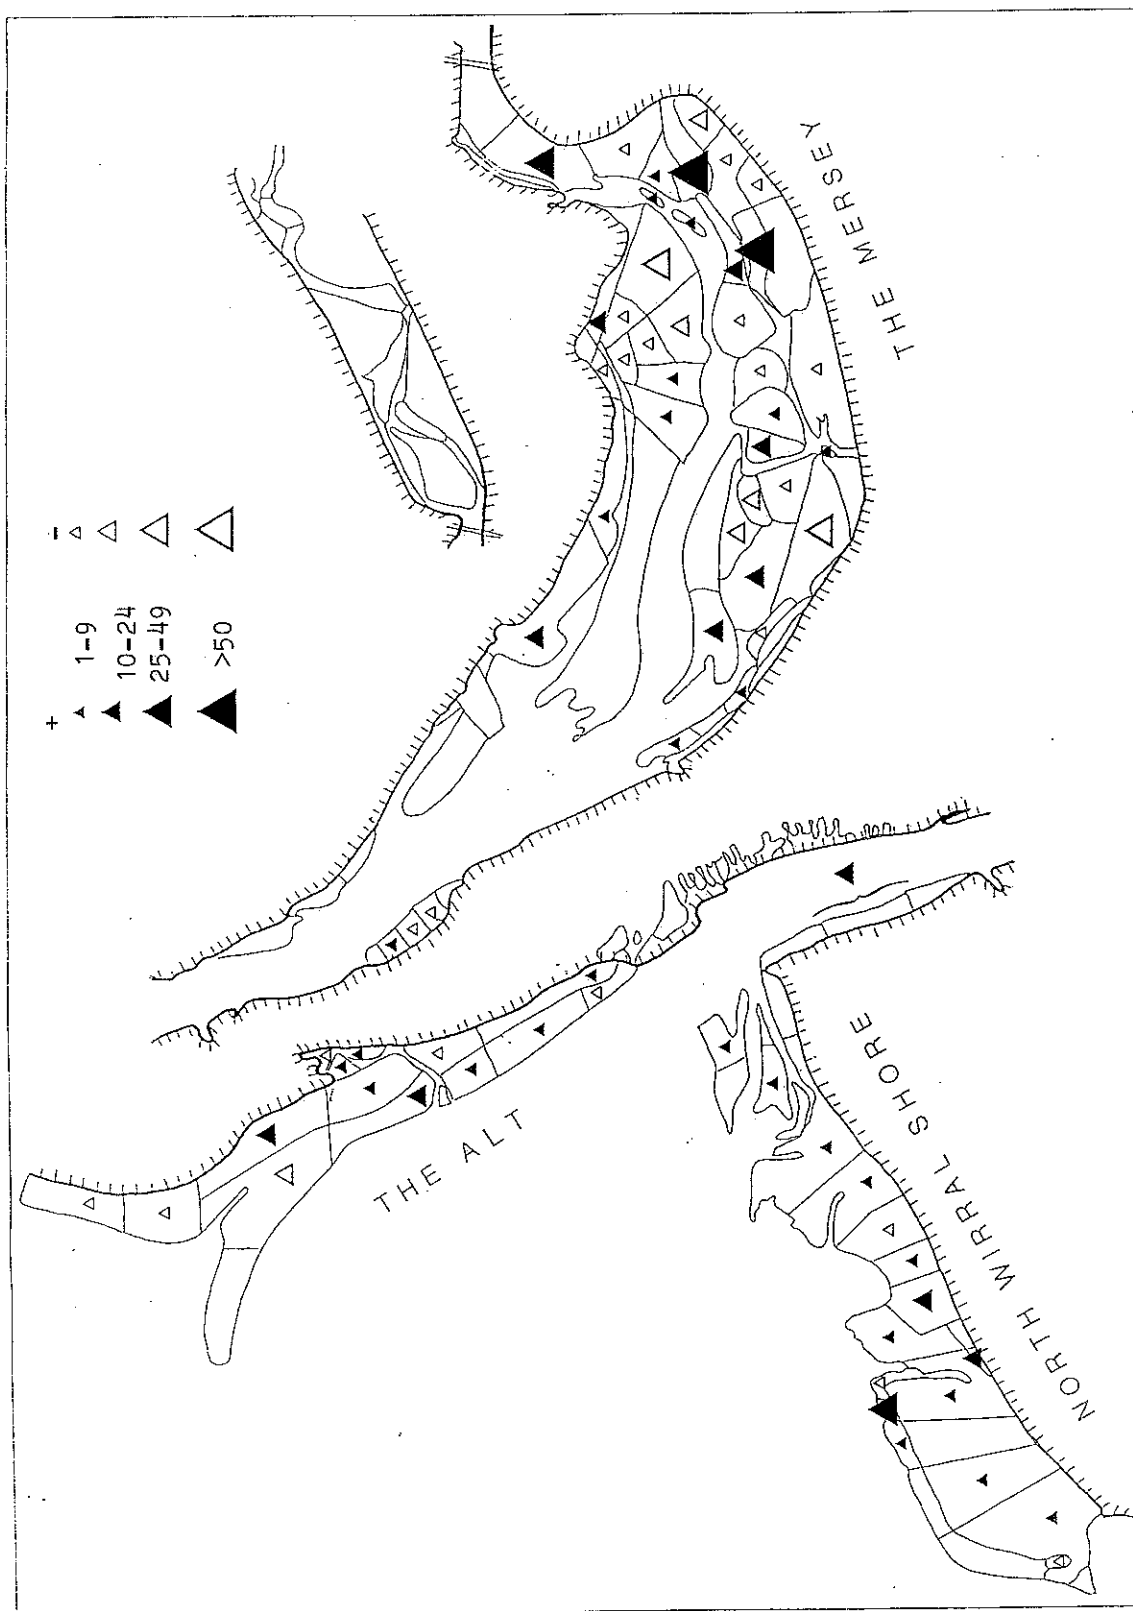 + -
1-9
10-24
25-49
>50
THE MERSEY
THE ALT
NORTH WIRRAL SHORE